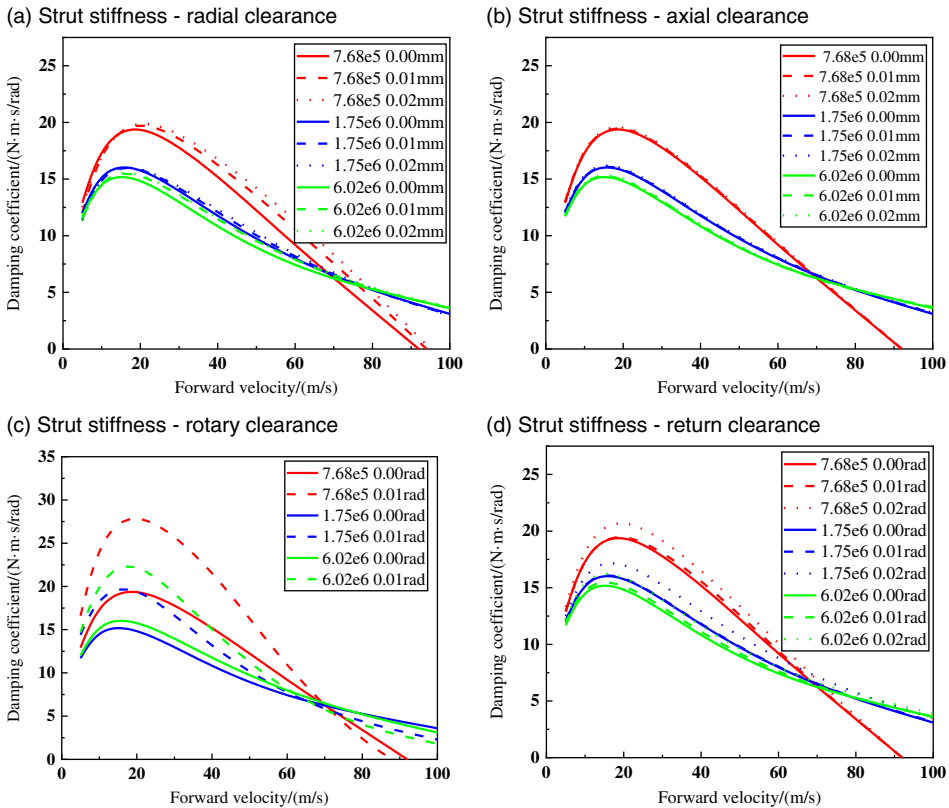 (a) Strut stiffness - radial clearance
Damping coefficient/(N·m·s/rad)
25
20
15
10
5
0
7.68e5 0.00mm
7.68e5 0.01mm
7.68e5 0.02mm
1.75e6 0.00mm
1.75e6 0.01mm
1.75e6 0.02mm
6.02e6 0.00mm
6.02e6 0.01mm
6.02e6 0.02mm
0 20 40 60 80 100
Forward velocity/(m/s)
(b) Strut stiffness - axial clearance
Damping coefficient/(N·m·s/rad)
25
20
15
10
5
0
7.68e5 0.00mm
7.68e5 0.01mm
7.68e5 0.02mm
1.75e6 0.00mm
1.75e6 0.01mm
1.75e6 0.02mm
6.02e6 0.00mm
6.02e6 0.01mm
6.02e6 0.02mm
0 20 40 60 80 100
Forward velocity/(m/s)
(c) Strut stiffness - rotary clearance
Damping coefficient/(N·m·s/rad)
35
30
25
20
15
10
5
0
7.68e5 0.00rad
7.68e5 0.01rad
1.75e6 0.00rad
1.75e6 0.01rad
6.02e6 0.00rad
6.02e6 0.01rad
0 20 40 60 80 100
Forward velocity/(m/s)
(d) Strut stiffness - return clearance
Damping coefficient/(N·m·s/rad)
25
20
15
10
5
0
7.68e5 0.00rad
7.68e5 0.01rad
7.68e5 0.02rad
1.75e6 0.00rad
1.75e6 0.01rad
1.75e6 0.02rad
6.02e6 0.00rad
6.02e6 0.01rad
6.02e6 0.02rad
0 20 40 60 80 100
Forward velocity/(m/s)